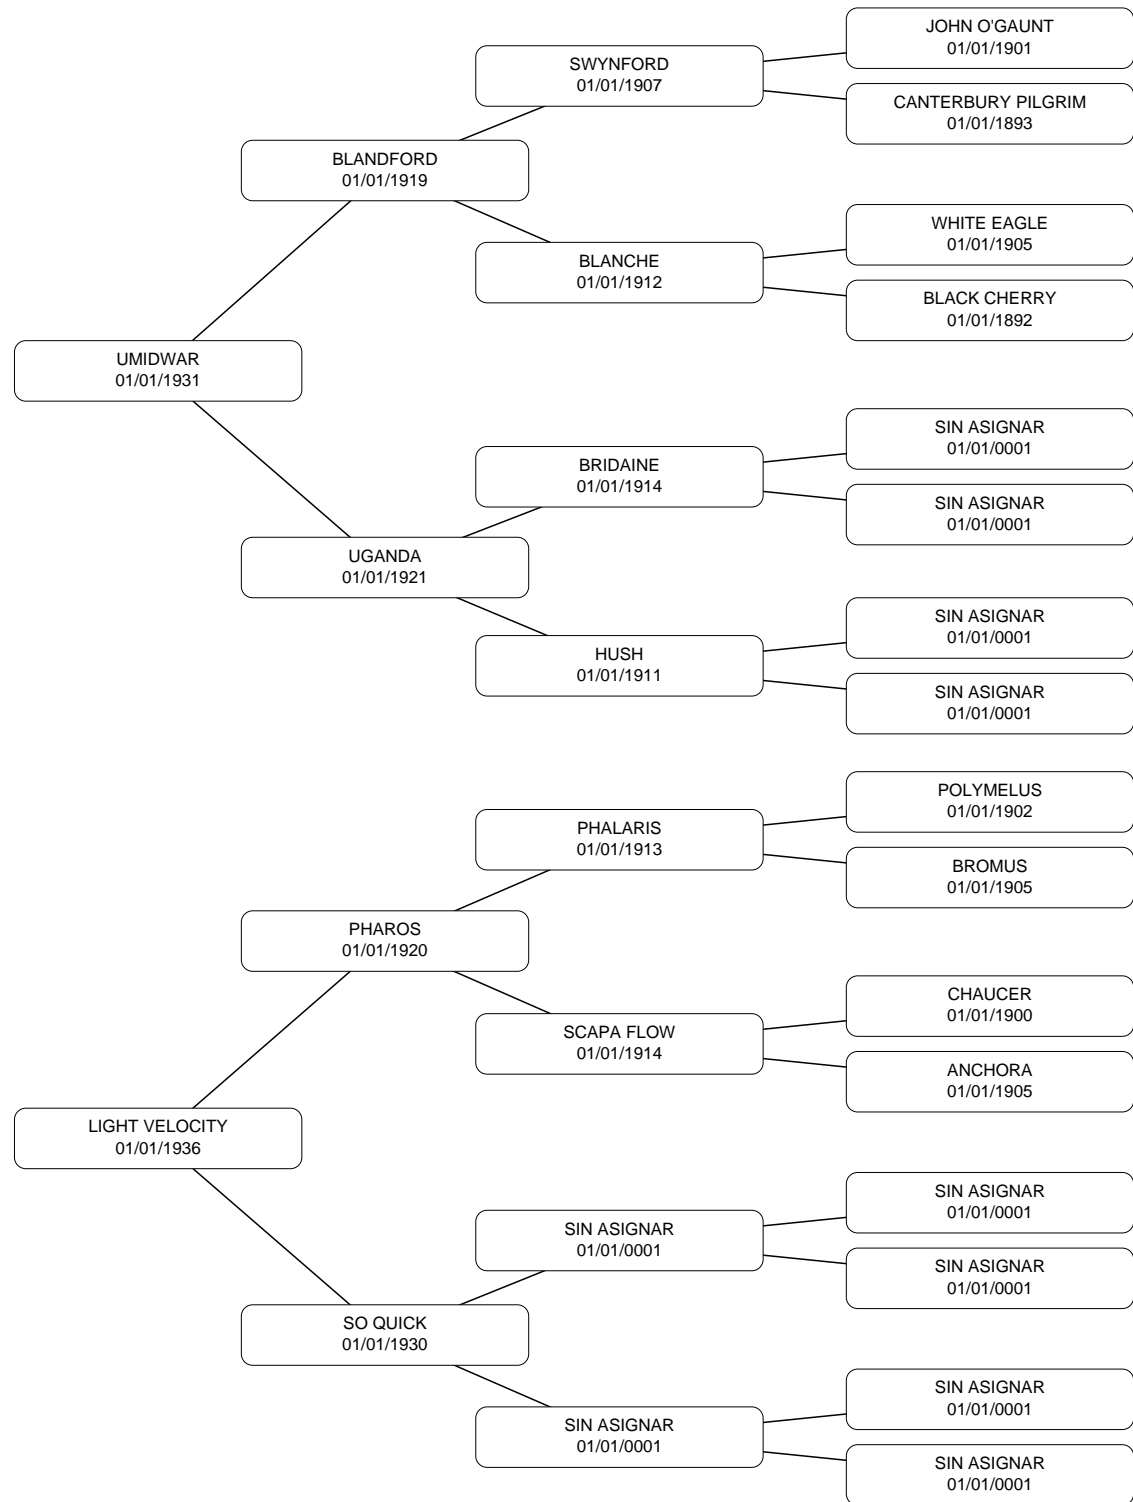 JOHN O'GAUNT
01/01/1901
SWYNFORD
01/01/1907
CANTERBURY PILGRIM
01/01/1893
BLANDFORD
01/01/1919
WHITE EAGLE
01/01/1905
BLANCHE
01/01/1912
BLACK CHERRY
01/01/1892
UMIDWAR
01/01/1931
SIN ASIGNAR
01/01/0001
BRIDAINE
01/01/1914
SIN ASIGNAR
01/01/0001
UGANDA
01/01/1921
SIN ASIGNAR
01/01/0001
HUSH
01/01/1911
SIN ASIGNAR
01/01/0001
POLYMELUS
01/01/1902
PHALARIS
01/01/1913
BROMUS
01/01/1905
PHAROS
01/01/1920
CHAUCER
01/01/1900
SCAPA FLOW
01/01/1914
ANCHORA
01/01/1905
LIGHT VELOCITY
01/01/1936
SIN ASIGNAR
01/01/0001
SIN ASIGNAR
01/01/0001
SIN ASIGNAR
01/01/0001
SO QUICK
01/01/1930
SIN ASIGNAR
01/01/0001
SIN ASIGNAR
01/01/0001
SIN ASIGNAR
01/01/0001